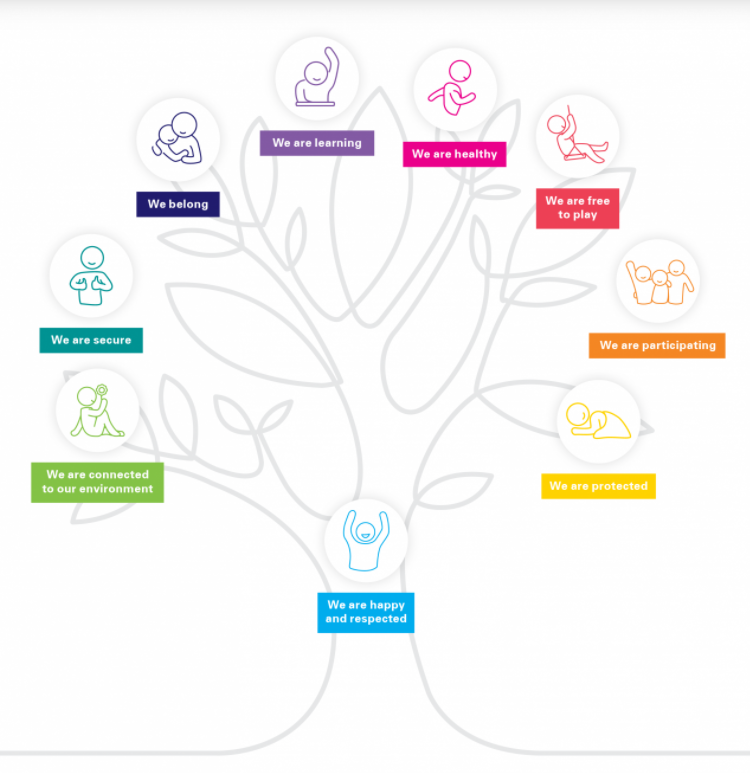 We are learning
We are healthy
We belong
We are free
to play
We are secure
We are participating
We are connected
to our environment
We are protected
We are happy
and respected